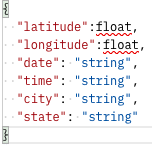 {
"latitude":float,
"longitude":float,
"date": "string",
"time": "string",
"city": "string",
"state": "string"
}